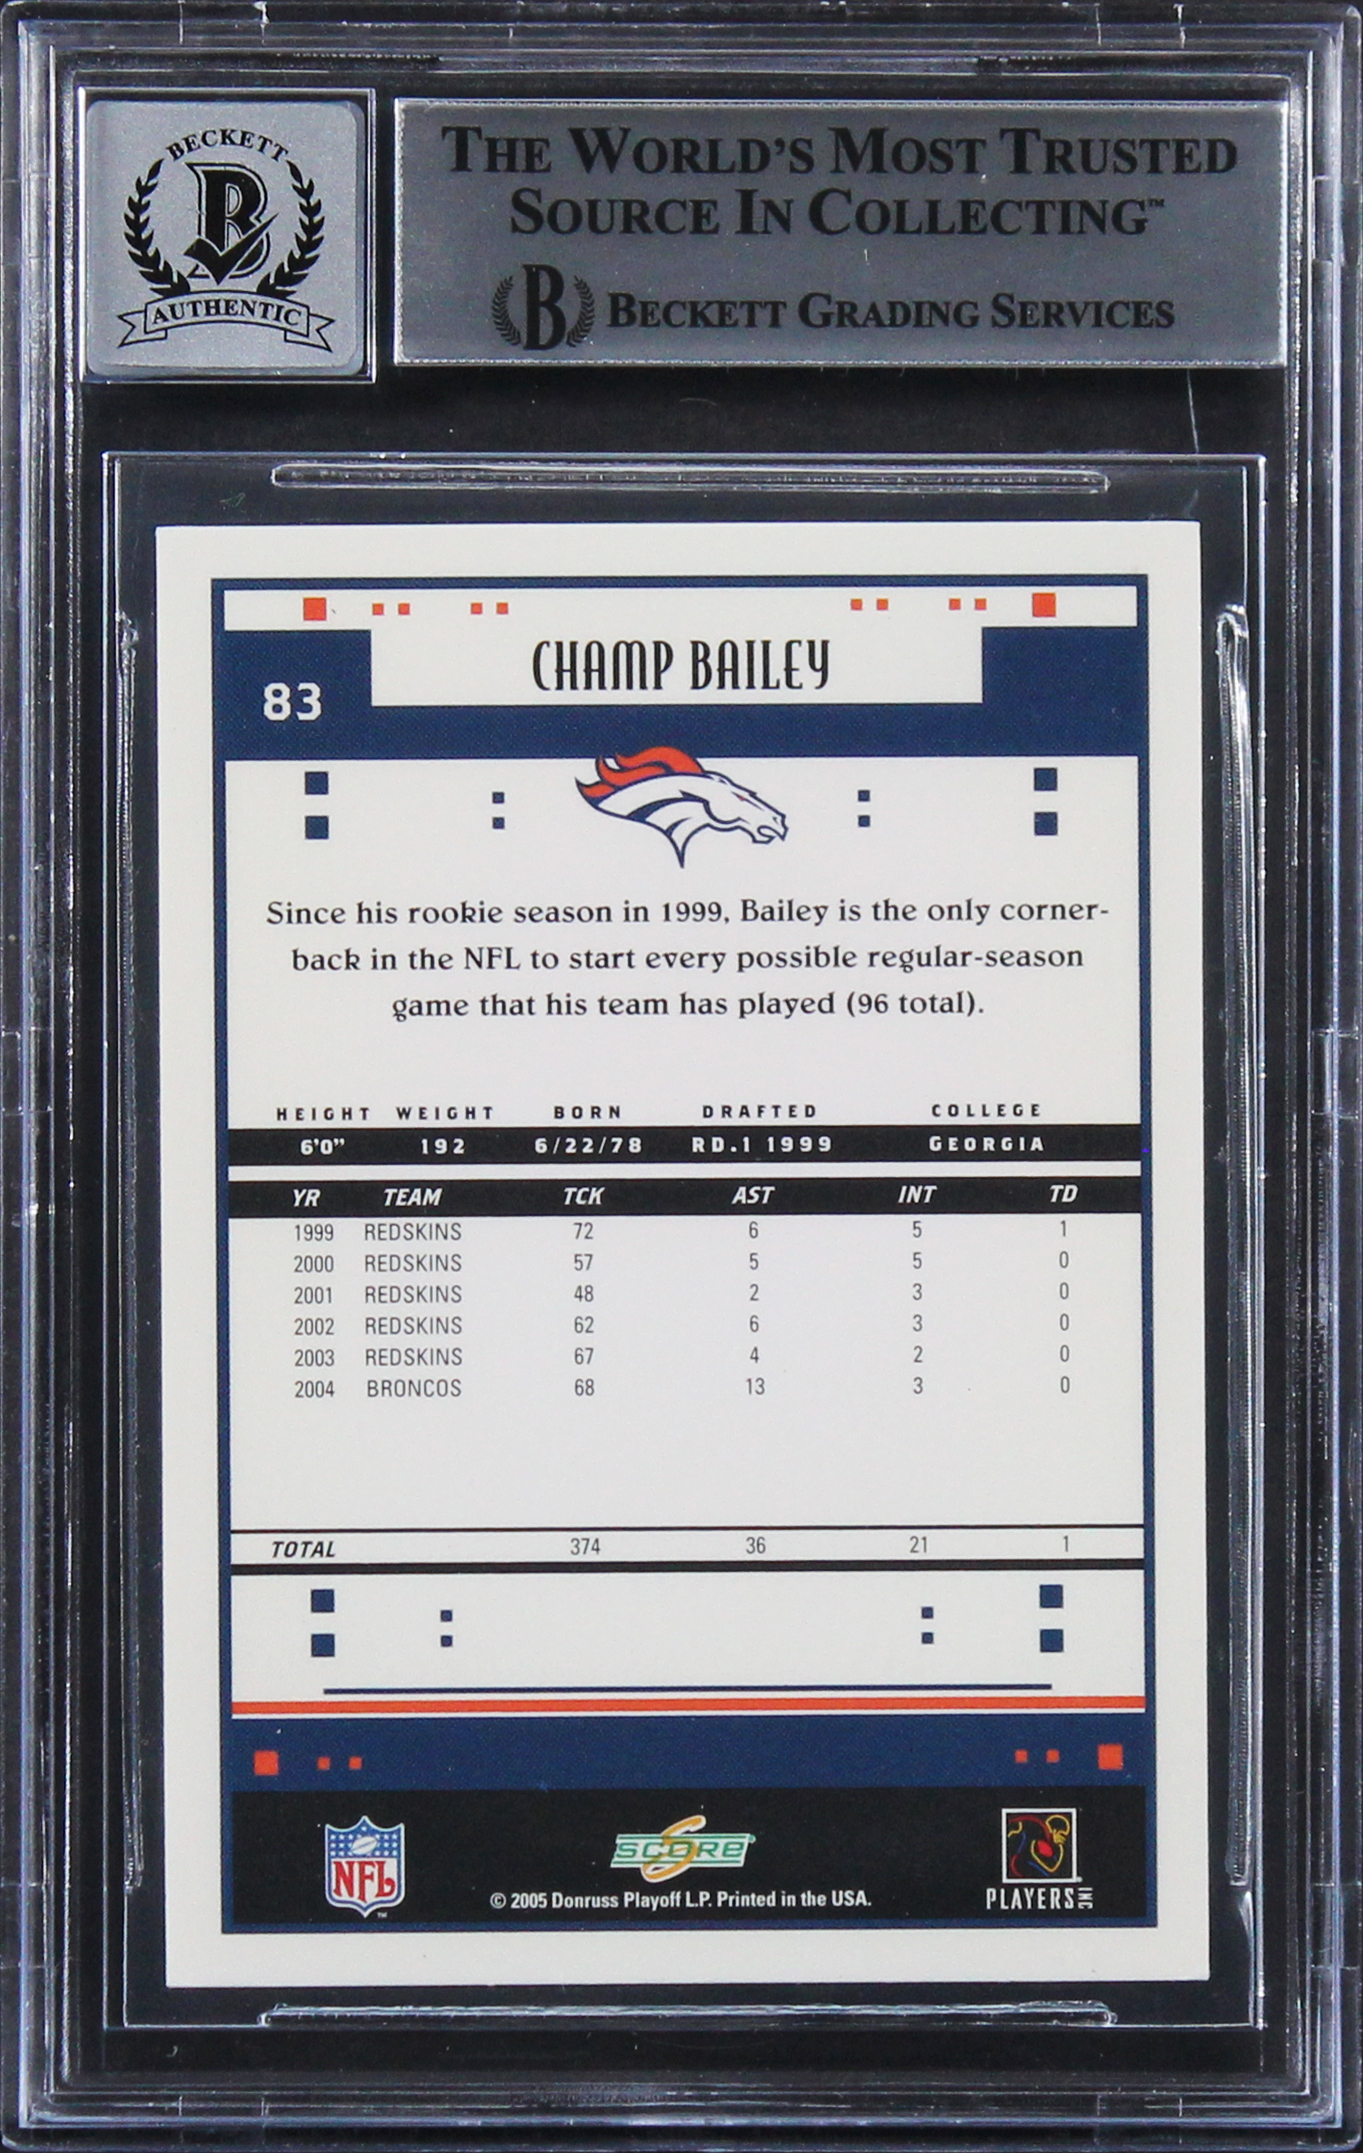 BECKETT
B
AUTHENTIC
THE WORLD'S MOST TRUSTED
SOURCE IN COLLECTING™
B BECKETT GRADING SERVICES
CHAMP BAILEY
83
Since his rookie season in 1999, Bailey is the only corner-
back in the NFL to start every possible regular-season
game that his team has played (96 total).
HEIGHT WEIGHT BORN DRAFTED COLLEGE
6'0" 192 6/22/78 RD.1 1999 GEORGIA
YR TEAM TCK AST INT TD
1999 REDSKINS 72 6 5 1
2000 REDSKINS 57 5 5 0
2001 REDSKINS 48 2 3 0
2002 REDSKINS 62 6 3 0
2003 REDSKINS 67 4 2 0
2004 BRONCOS 68 13 3 0
TOTAL 374 36 21 1
NFL™
SCORE®
PLAYERS INC
© 2005 Donruss Playoff L.P. Printed in the USA.